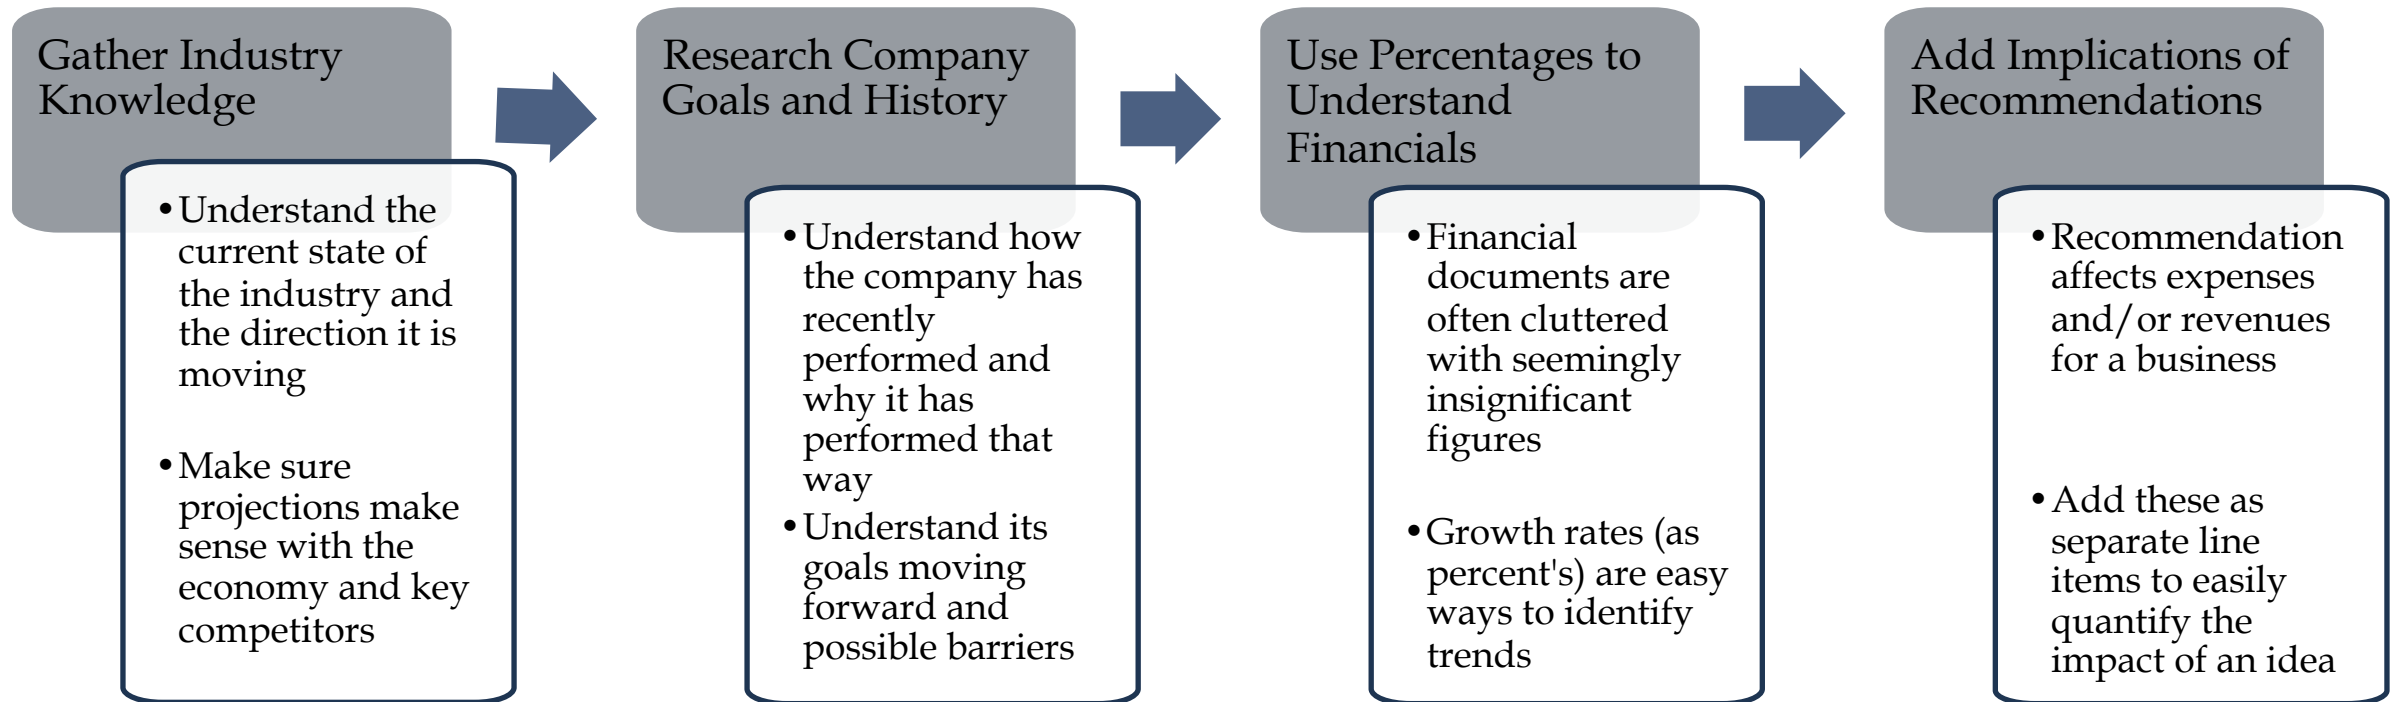 Gather Industry
Knowledge
•Understand the
current state of
the industry and
the direction it is
moving
•Make sure
projections make
sense with the
economy and key
competitors
Research Company
Goals and History
•Understand how
the company has
recently
performed and
why it has
performed that
way
•Understand its
goals moving
forward and
possible barriers
Use Percentages to
Understand
Financials
•Financial
documents are
often cluttered
with seemingly
insignificant
figures
•Growth rates (as
percent's) are easy
ways to identify
trends
Add Implications of
Recommendations
•Recommendation
affects expenses
and/or revenues
for a business
•Add these as
separate line
items to easily
quantify the
impact of an idea